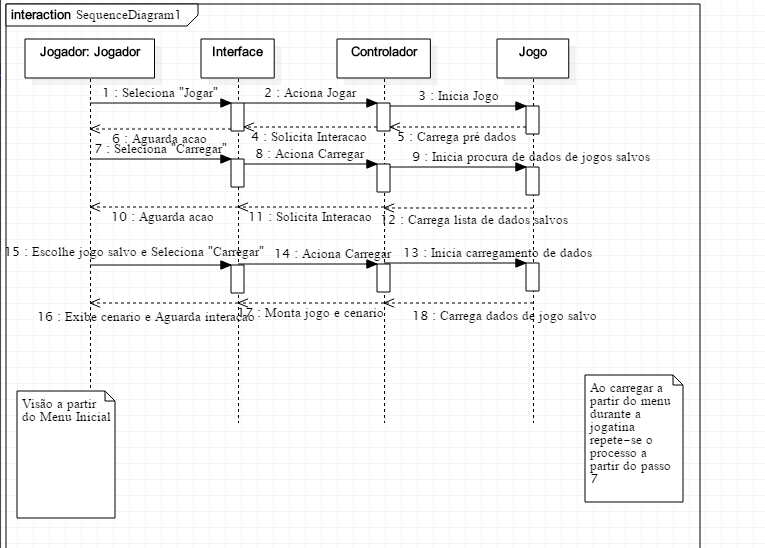 interaction SequenceDiagram1
Jogador: Jogador
Interface
Controlador
Jogo
1 : Seleciona "Jogar"
2 : Aciona Jogar
3 : Inicia Jogo
6 : Aguarda acao
4 : Solicita Interacao
5 : Carrega pré dados
7 : Seleciona "Carregar"
8 : Aciona Carregar
9 : Inicia procura de dados de jogos salvos
10 : Aguarda acao
11 : Solicita Interacao
12 : Carrega lista de dados salvos
15 : Escolhe jogo salvo e Seleciona "Carregar"
14 : Aciona Carregar
13 : Inicia carregamento de dados
16 : Exibe cenario e Aguarda interacao
17 : Monta jogo e cenario
18 : Carrega dados de jogo salvo
Visão a partir
do Menu Inicial
Ao carregar a
partir do menu
durante a
jogatina
repete-se o
processo a
partir do passo
7